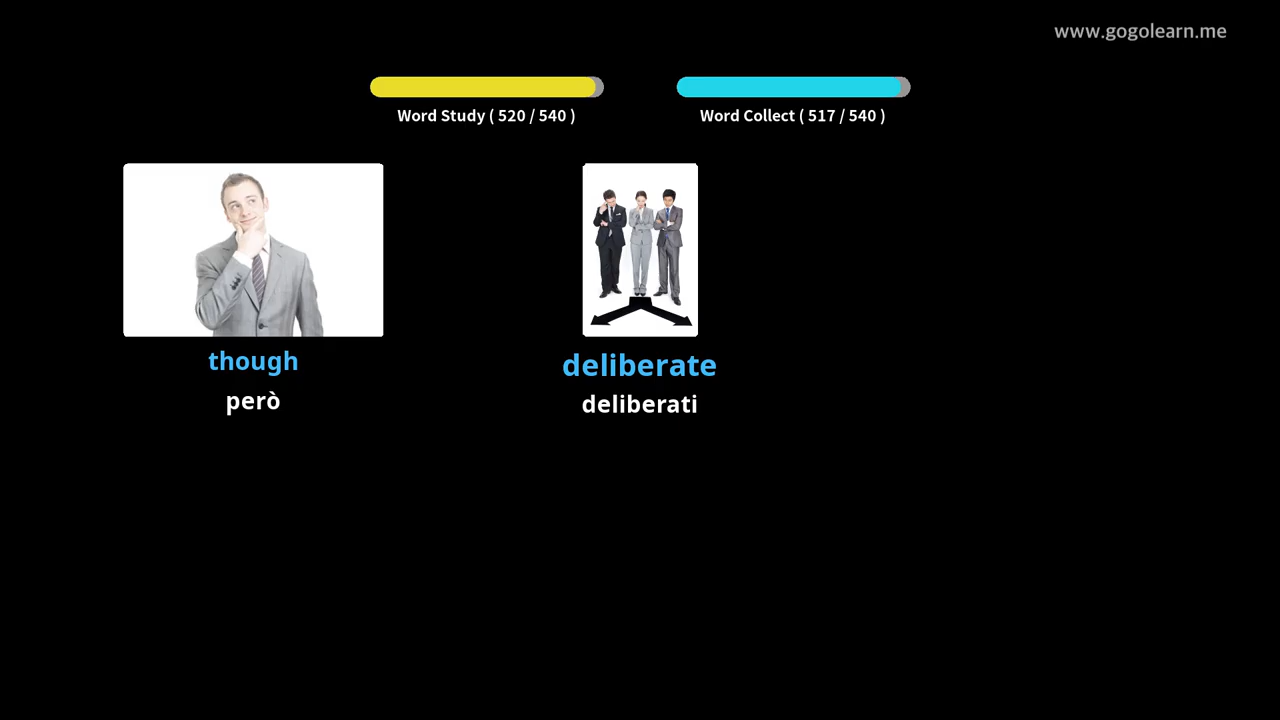 www.gogolearn.me
Word Study ( 520 / 540 )
Word Collect ( 517 / 540 )
though
però
deliberate
deliberati